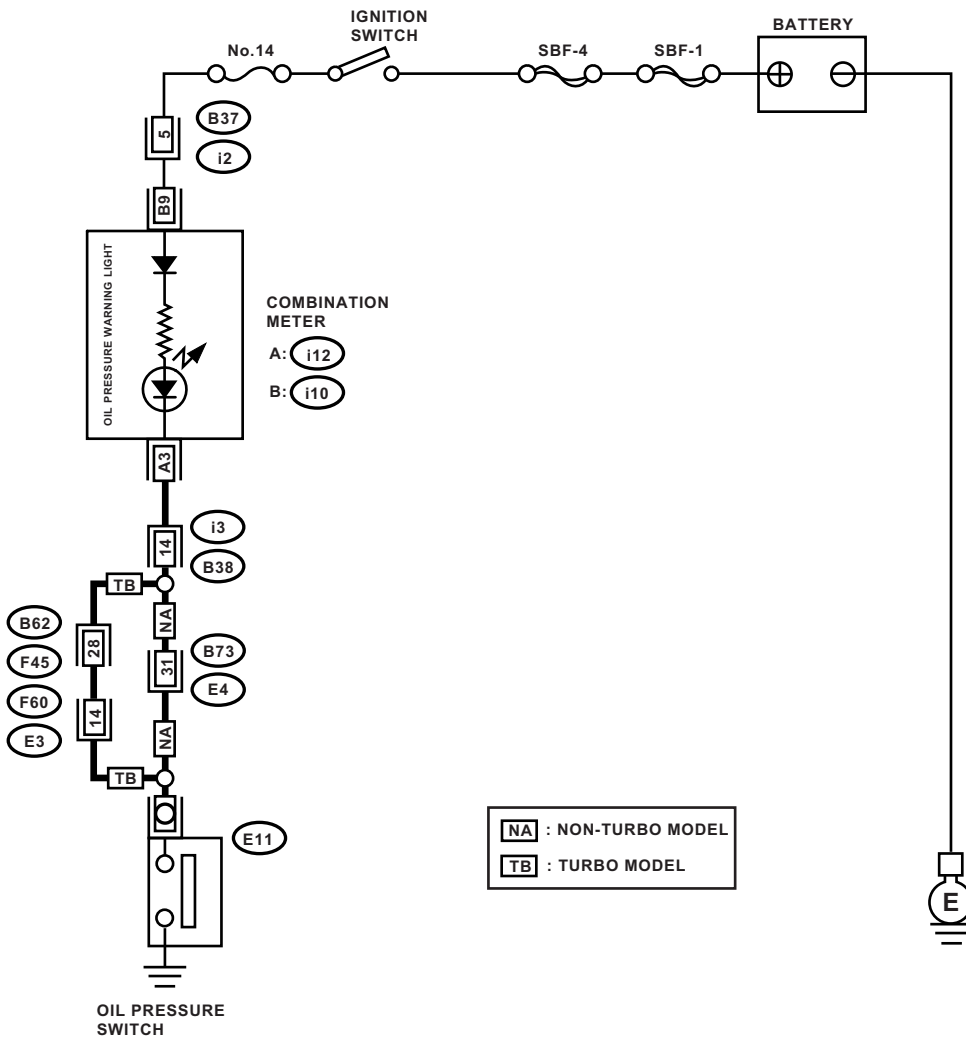 IGNITION
SWITCH
BATTERY
No.14
SBF-4
SBF-1
5
B37
i2
B9
OIL PRESSURE WARNING LIGHT
COMBINATION
METER
A: i12
B: i10
A3
14
i3
B38
TB
NA
B62
28
F45
31
B73
E4
F60
14
E3
NA
TB
E11
NA : NON-TURBO MODEL
TB : TURBO MODEL
E
OIL PRESSURE
SWITCH